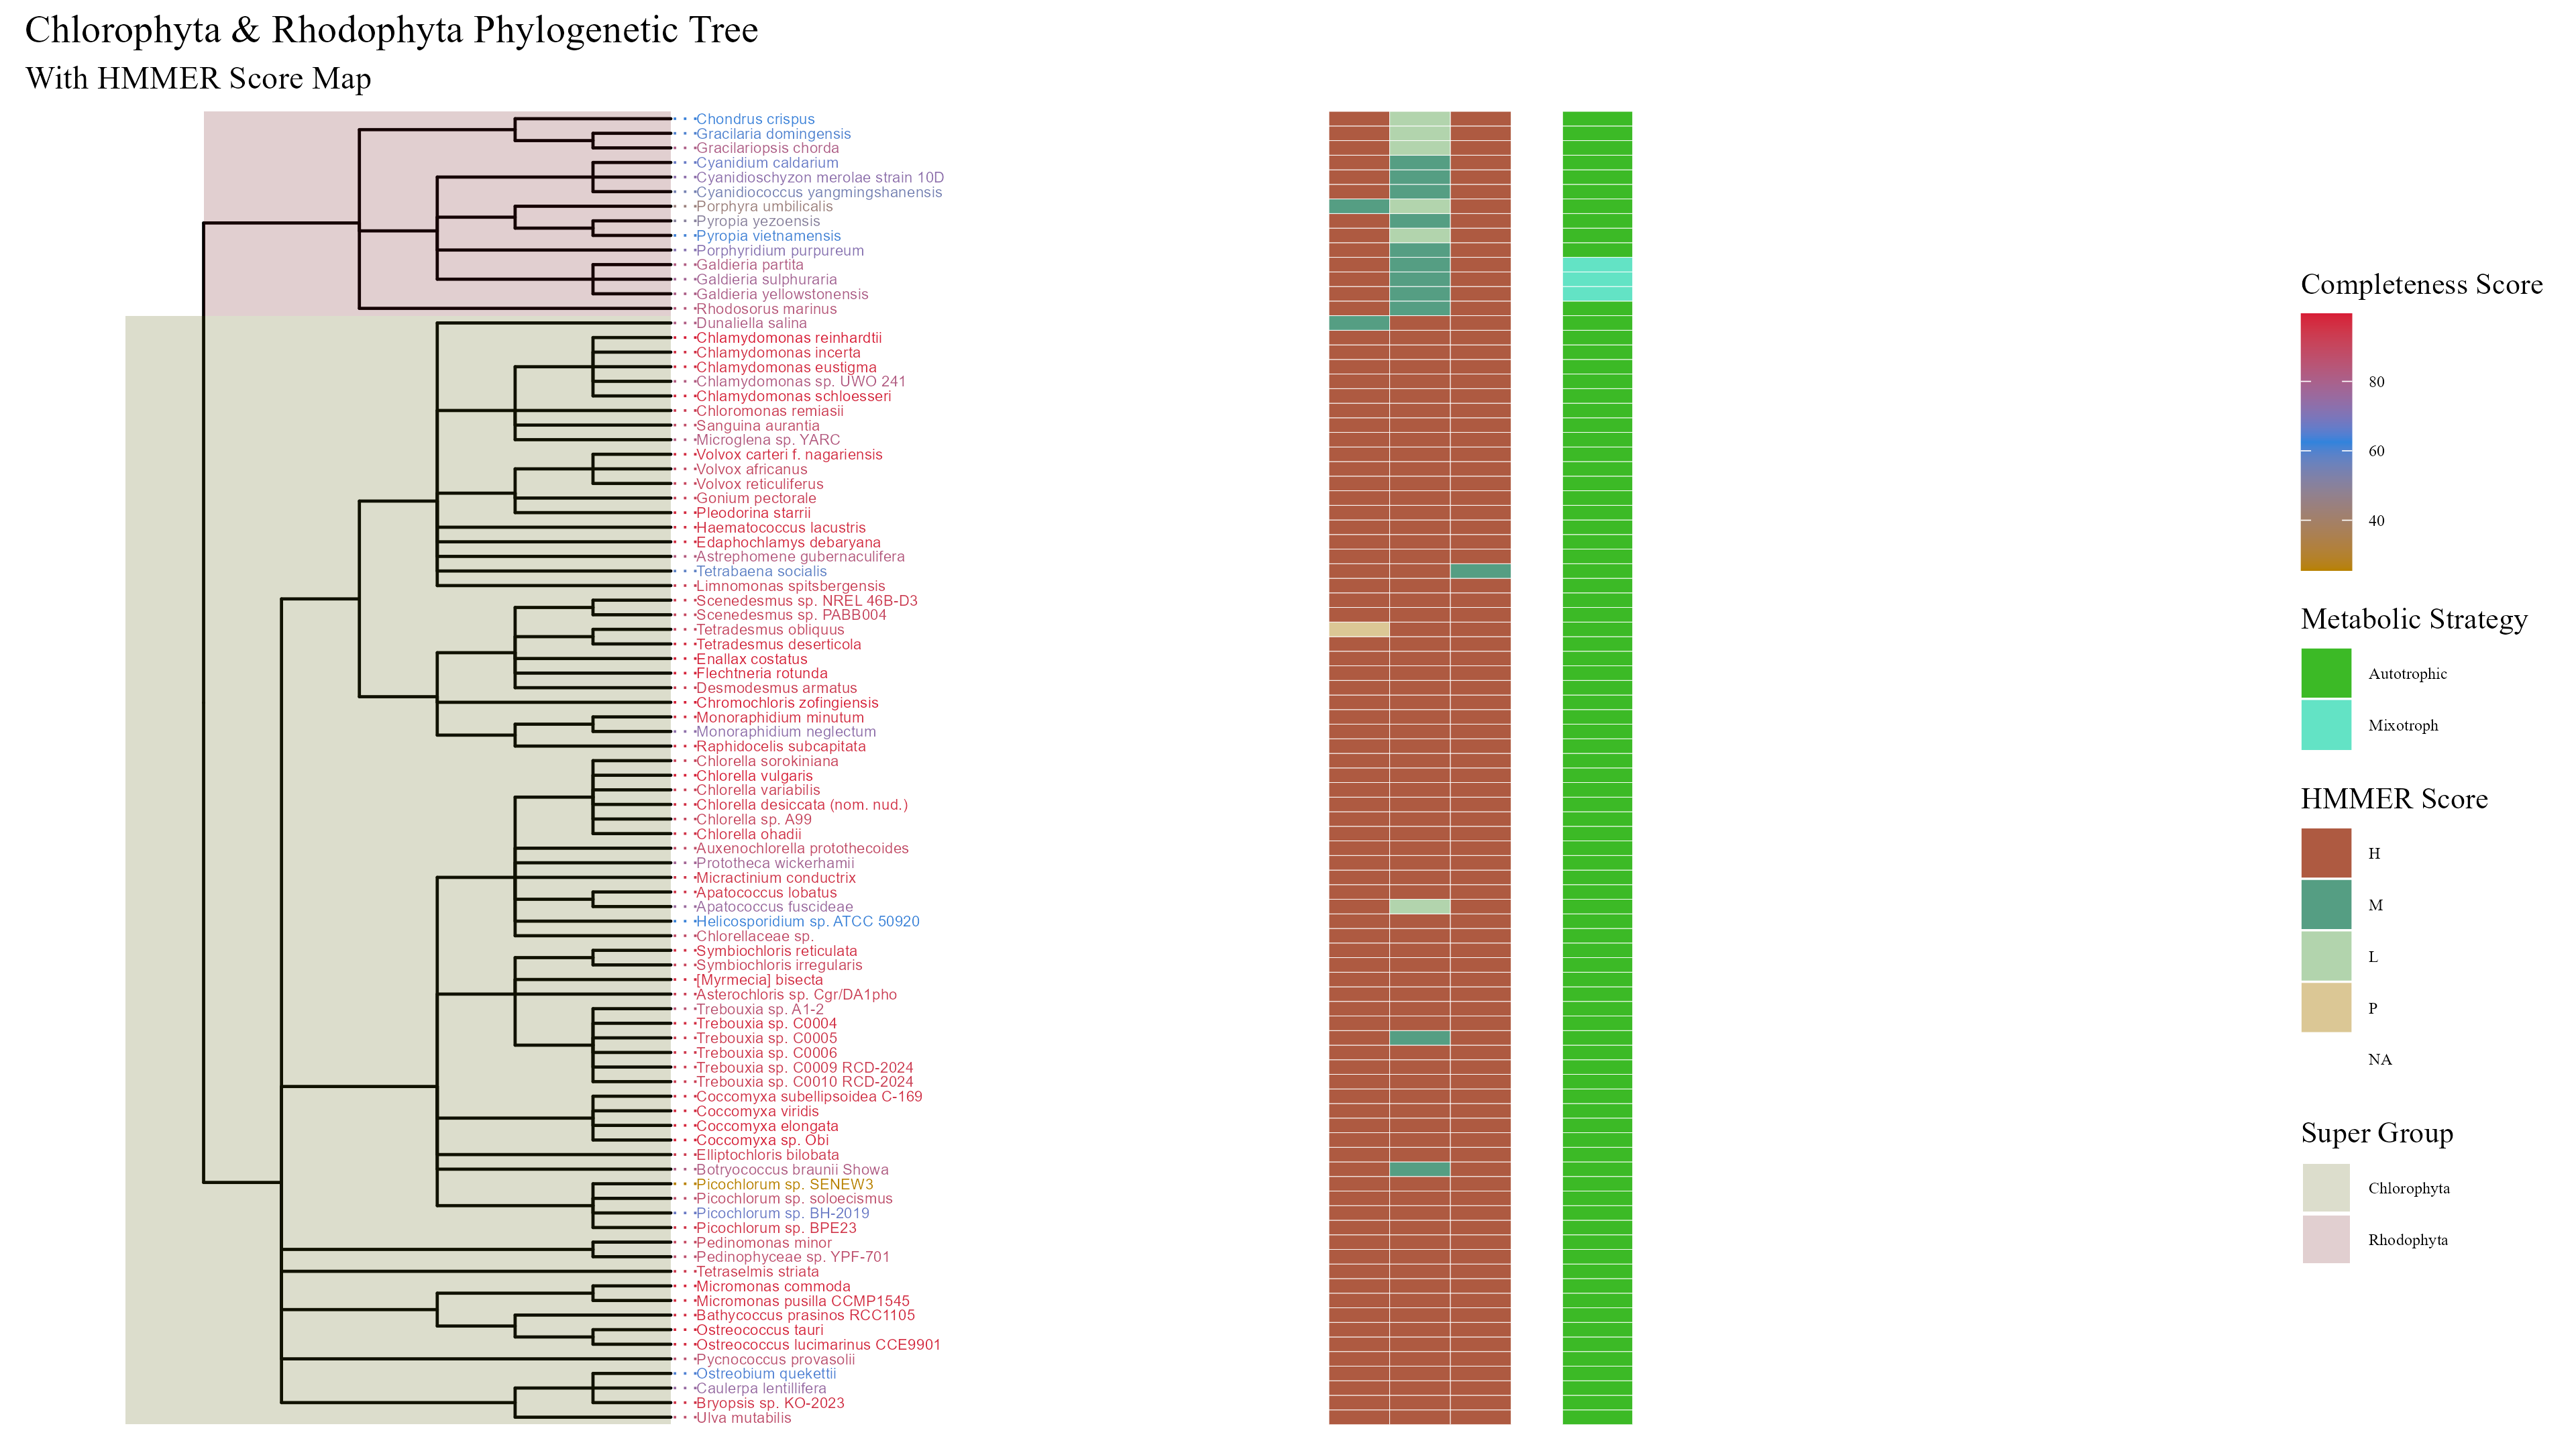 Chlorophyta & Rhodophyta Phylogenetic Tree
With HMMER Score Map
Chondrus crispus
Gracilaria domingensis
Gracilariopsis chorda
Cyanidium caldarium
Cyanidioschyzon merolae strain 10D
Cyanidiococcus yangmingshanensis
Porphyra umbilicalis
Pyropia yezoensis
Pyropia vietnamensis
Porphyridium purpureum
Galdieria partita
Galdieria sulphuraria
Galdieria yellowstonensis
Rhodosorus marinus
Dunaliella salina
Chlamydomonas reinhardtii
Chlamydomonas incerta
Chlamydomonas eustigma
Chlamydomonas sp. UWO 241
Chlamydomonas schloesseri
Chloromonas remiasii
Sanguina aurantia
Microglena sp. YARC
Volvox carteri f. nagariensis
Volvox africanus
Volvox reticuliferus
Gonium pectorale
Pleodorina starrii
Haematococcus lacustris
Edaphochlamys debaryana
Astrephomene gubernaculifera
Tetrabaena socialis
Limnomonas spitsbergensis
Scenedesmus sp. NREL 46B-D3
Scenedesmus sp. PABB004
Tetradesmus obliquus
Tetradesmus deserticola
Enallax costatus
Flechtneria rotunda
Desmodesmus armatus
Chromochloris zofingiensis
Monoraphidium minutum
Monoraphidium neglectum
Raphidocelis subcapitata
Chlorella sorokiniana
Chlorella vulgaris
Chlorella variabilis
Chlorella desiccata (nom. nud.)
Chlorella sp. A99
Chlorella ohadii
Auxenochlorella protothecoides
Prototheca wickerhamii
Micractinium conductrix
Apatococcus lobatus
Apatococcus fuscideae
Helicosporidium sp. ATCC 50920
Chlorellaceae sp.
Symbiochloris reticulata
Symbiochloris irregularis
[Myrmecia] bisecta
Asterochloris sp. Cgr/DA1pho
Trebouxia sp. A1-2
Trebouxia sp. C0004
Trebouxia sp. C0005
Trebouxia sp. C0006
Trebouxia sp. C0009 RCD-2024
Trebouxia sp. C0010 RCD-2024
Coccomyxa subellipsoidea C-169
Coccomyxa viridis
Coccomyxa elongata
Coccomyxa sp. Obi
Elliptochloris bilobata
Botryococcus braunii Showa
Picochlorum sp. SENEW3
Picochlorum sp. soloecismus
Picochlorum sp. BH-2019
Picochlorum sp. BPE23
Pedinomonas minor
Pedinophyceae sp. YPF-701
Tetraselmis striata
Micromonas commoda
Micromonas pusilla CCMP1545
Bathycoccus prasinos RCC1105
Ostreococcus tauri
Ostreococcus lucimarinus CCE9901
Pycnococcus provasolii
Ostreobium quekettii
Caulerpa lentillifera
Bryopsis sp. KO-2023
Ulva mutabilis
Completeness Score
80
60
40
Metabolic Strategy
Autotrophic
Mixotroph
HMMER Score
H
M
L
P
NA
Super Group
Chlorophyta
Rhodophyta